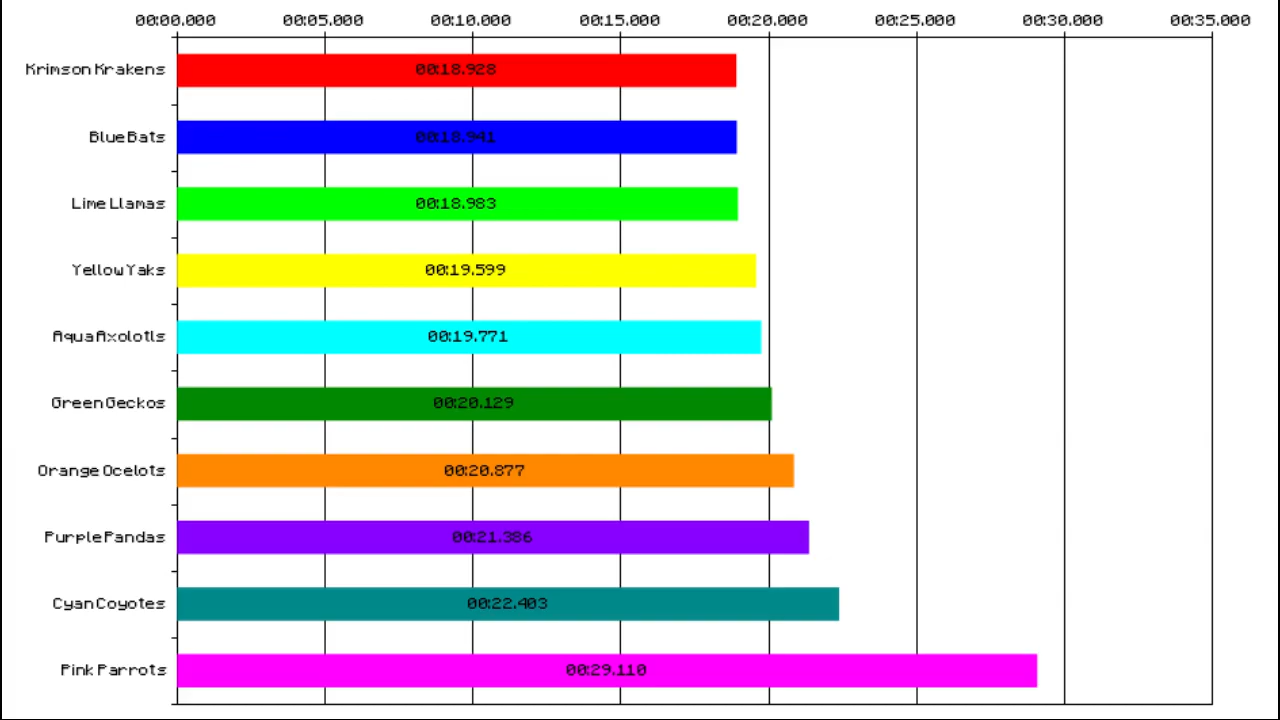 00:00.000 00:05.000 00:10.000 00:15.000 00:20.000 00:25.000 00:30.000 00:35.000
Krimson Krakens 00:18.928
Blue Bats 00:18.941
Lime Llamas 00:18.983
Yellow Yaks 00:19.599
Aqua Axolotls 00:19.771
Green Geckos 00:20.129
Orange Ocelots 00:20.877
Purple Pandas 00:21.386
Cyan Coyotes 00:22.403
Pink Parrots 00:29.110